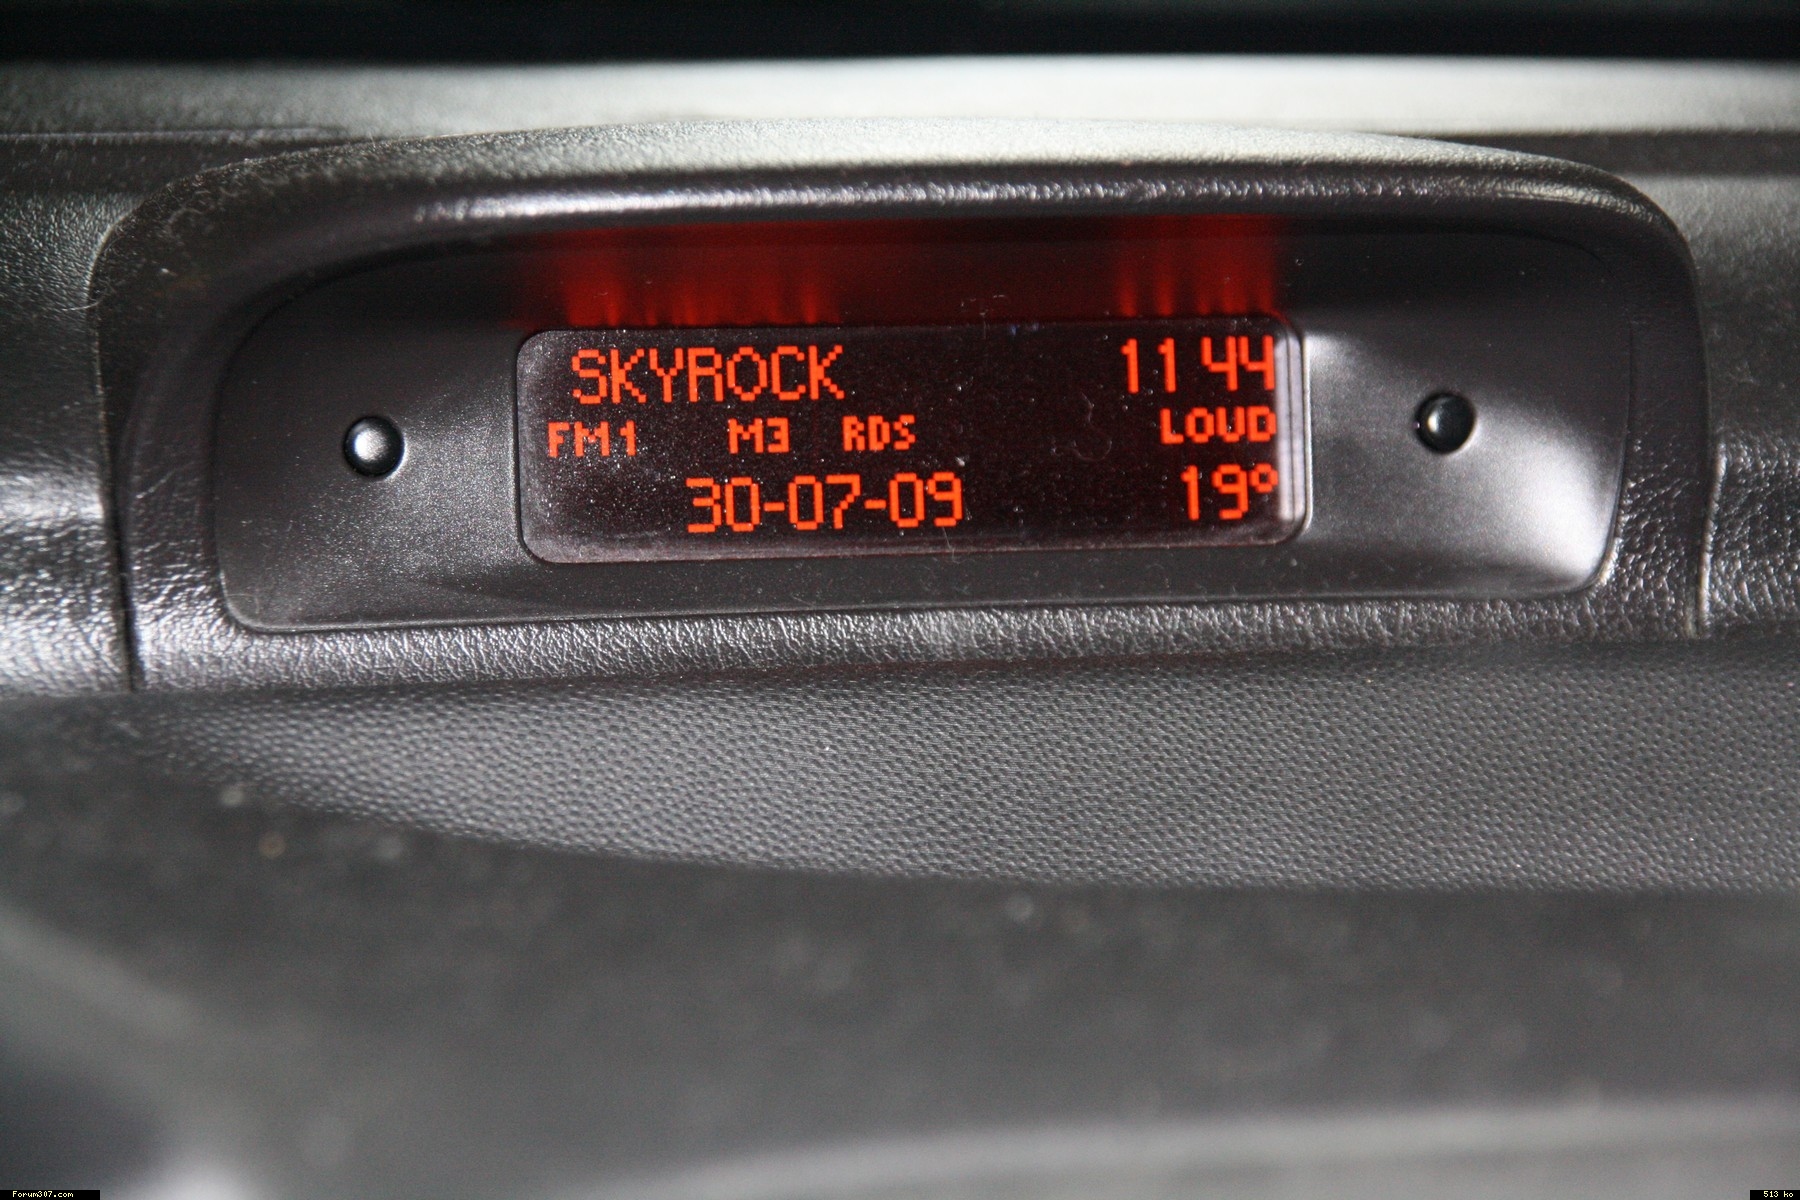 SKYROCK 11 44
FM1 M3 RDS LOUD
30-07-09 19°
Forum307.com 513 ko